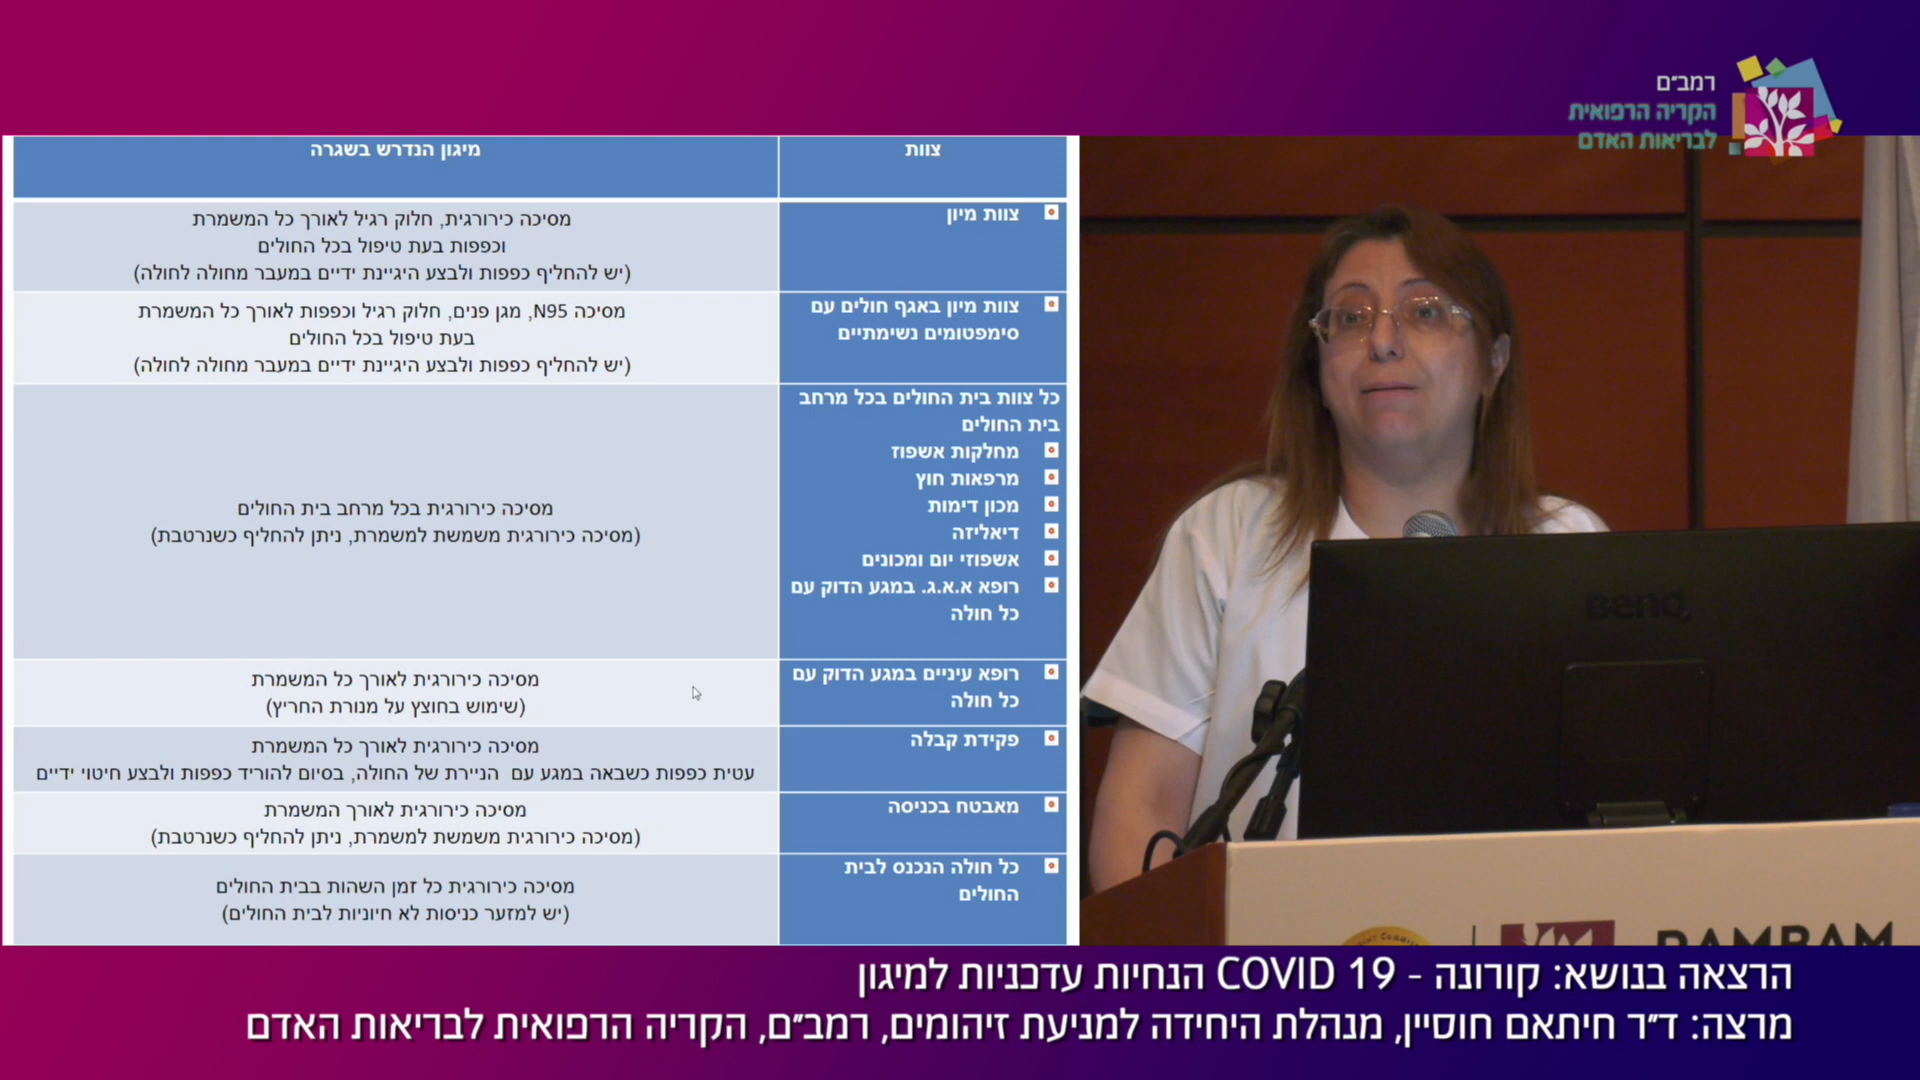 רמב״ם
הקריה הרפואית
לבריאות האדם
צוות
מיגון הנדרש בשגרה
צוות מיון
מסיכה כירורגית, חלוק רגיל לאורך כל המשמרת
וכפפות בעת טיפול בכל החולים
(יש להחליף כפפות ולבצע היגיינת ידיים במעבר מחולה לחולה)
צוות מיון באגף חולים עם
סימפטומים נשימתיים
מסיכה N95, מגן פנים, חלוק רגיל וכפפות לאורך כל המשמרת
בעת טיפול בכל החולים
(יש להחליף כפפות ולבצע היגיינת ידיים במעבר מחולה לחולה)
כל צוות בית החולים בכל מרחב
בית החולים
מחלקות אשפוז
מרפאות חוץ
מכון דימות
דיאליזה
אשפוזי יום ומכונים
רופא א.א.ג. במגע הדוק עם
כל חולה
מסיכה כירורגית בכל מרחב בית החולים
(מסיכה כירורגית משמשת למשמרת, ניתן להחליף כשנרטבת)
רופא עיניים במגע הדוק עם
כל חולה
מסיכה כירורגית לאורך כל המשמרת
(שימוש בחוצץ על מנורת החריץ)
פקידת קבלה
מסיכה כירורגית לאורך כל המשמרת
עטית כפפות כשבאה במגע עם הניירת של החולה, בסיום להוריד כפפות ולבצע חיטוי ידיים
מאבטח בכניסה
מסיכה כירורגית לאורך המשמרת
(מסיכה כירורגית משמשת למשמרת, ניתן להחליף כשנרטבת)
כל חולה הנכנס לבית
החולים
מסיכה כירורגית כל זמן השהות בבית החולים
(יש למזער כניסות לא חיוניות לבית החולים)
BenQ
RAMBAM
הרצאה בנושא: קורונה - COVID 19 הנחיות עדכניות למיגון
מרצה: ד״ר חיתאם חוסיין, מנהלת היחידה למניעת זיהומים, רמב״ם, הקריה הרפואית לבריאות האדם